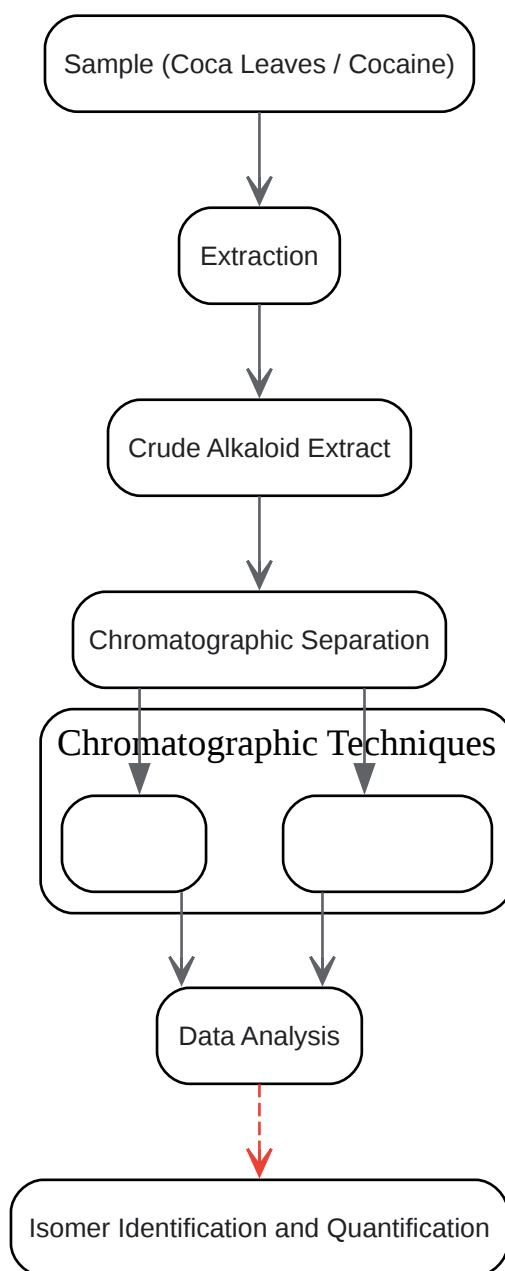 Sample (Coca Leaves / Cocaine)
Extraction
Crude Alkaloid Extract
Chromatographic Separation
Chromatographic Techniques
Data Analysis
Isomer Identification and Quantification